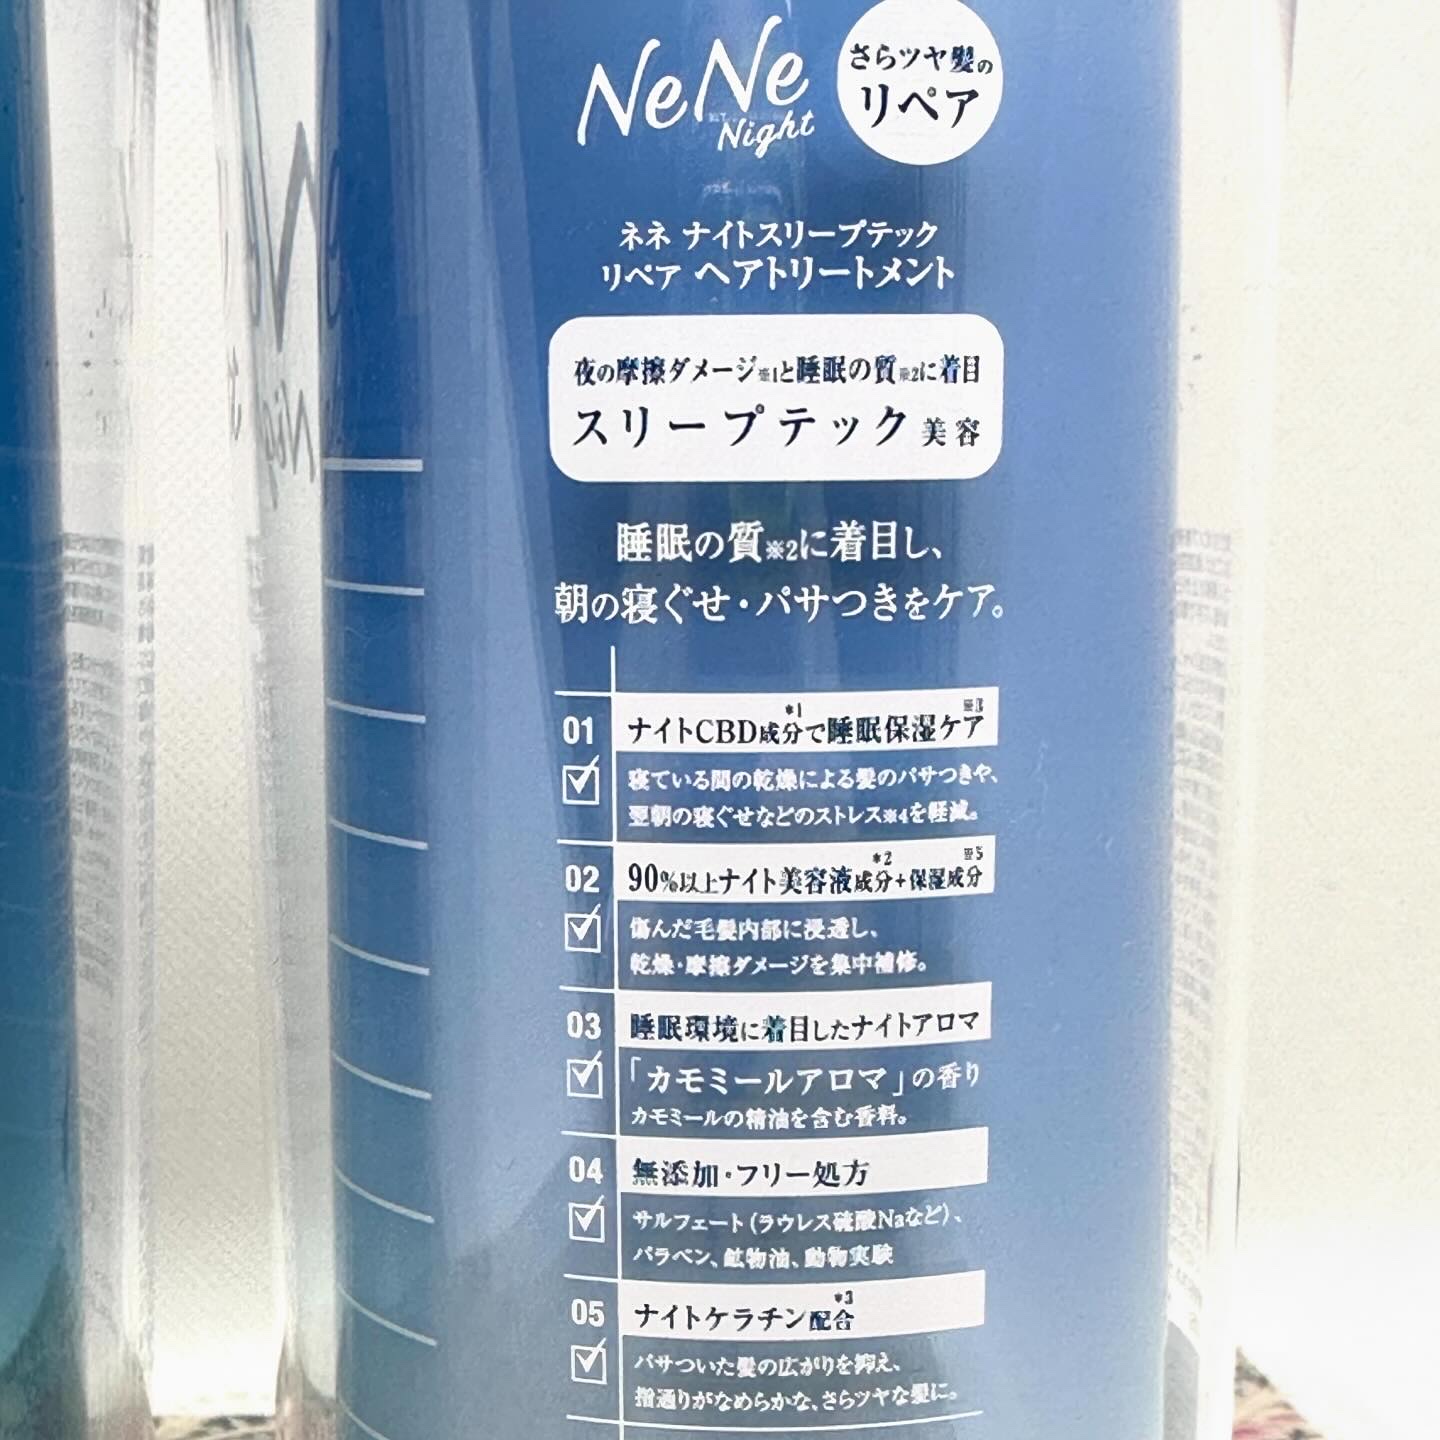 NeNe
Night
さらツヤ髪の
リペア
ネネ ナイトスリープテック
リペア ヘアトリートメント
夜の摩擦ダメージ※1と睡眠の質※2に着目
スリープテック美容
睡眠の質※2に着目し、
朝の寝ぐせ・パサつきをケア。
01 ナイトCBD成分*1で睡眠保湿ケア※3
寝ている間の乾燥による髪のパサつきや、
翌朝の寝ぐせなどのストレス※4を軽減。
02 90%以上ナイト美容液成分*2+保湿成分※5
傷んだ毛髪内部に浸透し、
乾燥・摩擦ダメージを集中補修。
03 睡眠環境に着目したナイトアロマ
「カモミールアロマ」の香り
カモミールの精油を含む香料。
04 無添加・フリー処方
サルフェート(ラウレス硫酸Naなど)、
パラベン、鉱物油、動物実験
05 ナイトケラチン*3配合
パサついた髪の広がりを抑え、
指通りがなめらかな、さらツヤな髪に。